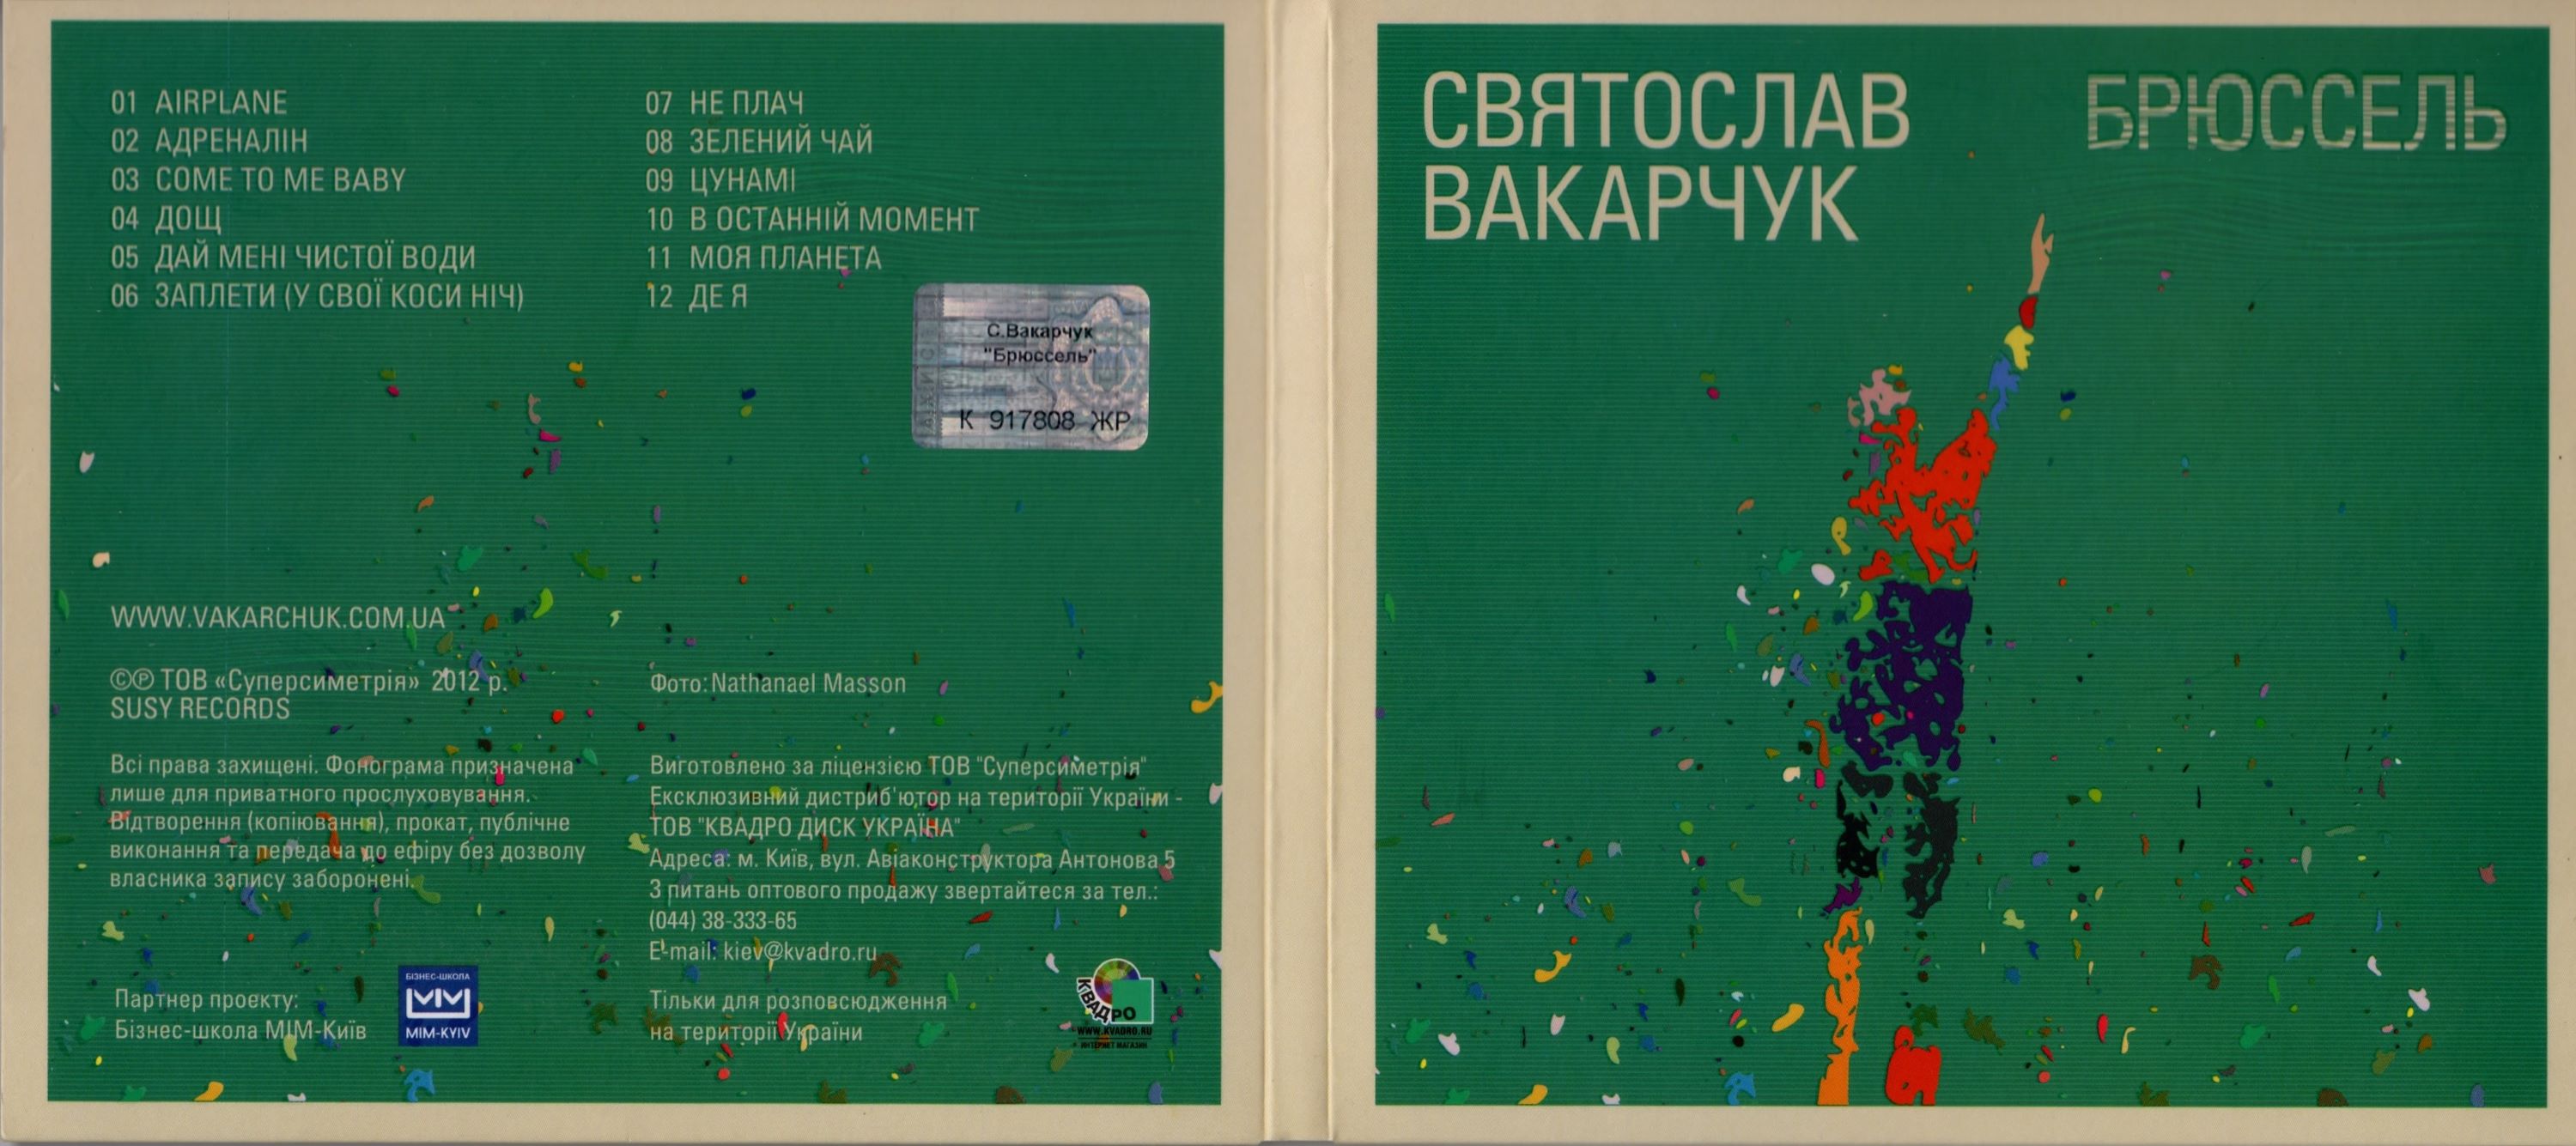 01 AIRPLANE
02 АДРЕНАЛІН
03 COME TO ME BABY
04 ДОЩ
05 ДАЙ МЕНІ ЧИСТОЇ ВОДИ
06 ЗАПЛЕТИ (У СВОЇ КОСИ НІЧ)
07 НЕ ПЛАЧ
08 ЗЕЛЕНИЙ ЧАЙ
09 ЦУНАМІ
10 В ОСТАННІЙ МОМЕНТ
11 МОЯ ПЛАНЕТА
12 ДЕ Я
С.Вакарчук
"Брюссель"
К 917808 ЖР
WWW.VAKARCHUK.COM.UA
©℗ ТОВ «Суперсиметрія» 2012 р.
SUSY RECORDS
Всі права захищені. Фонограма призначена
лише для приватного прослуховування.
Відтворення (копіювання), прокат, публічне
виконання та передача до ефіру без дозволу
власника запису заборонені.
Партнер проекту:
Бізнес-школа МІМ-Київ
БІЗНЕС-ШКОЛА
MIM
MIM-KYIV
Фото: Nathanael Masson
Виготовлено за ліцензією ТОВ "Суперсиметрія"
Ексклюзивний дистриб'ютор на території України -
ТОВ "КВАДРО ДИСК УКРАЇНА"
Адреса: м. Київ, вул. Авіаконструктора Антонова 5
З питань оптового продажу звертайтеся за тел.:
(044) 38-333-65
E-mail: kiev@kvadro.ru
Тільки для розповсюдження
на території України
КВАДРО
WWW.KVADRO.RU
ИНТЕРНЕТ МАГАЗИН
СВЯТОСЛАВ
ВАКАРЧУК
БРЮССЕЛЬ